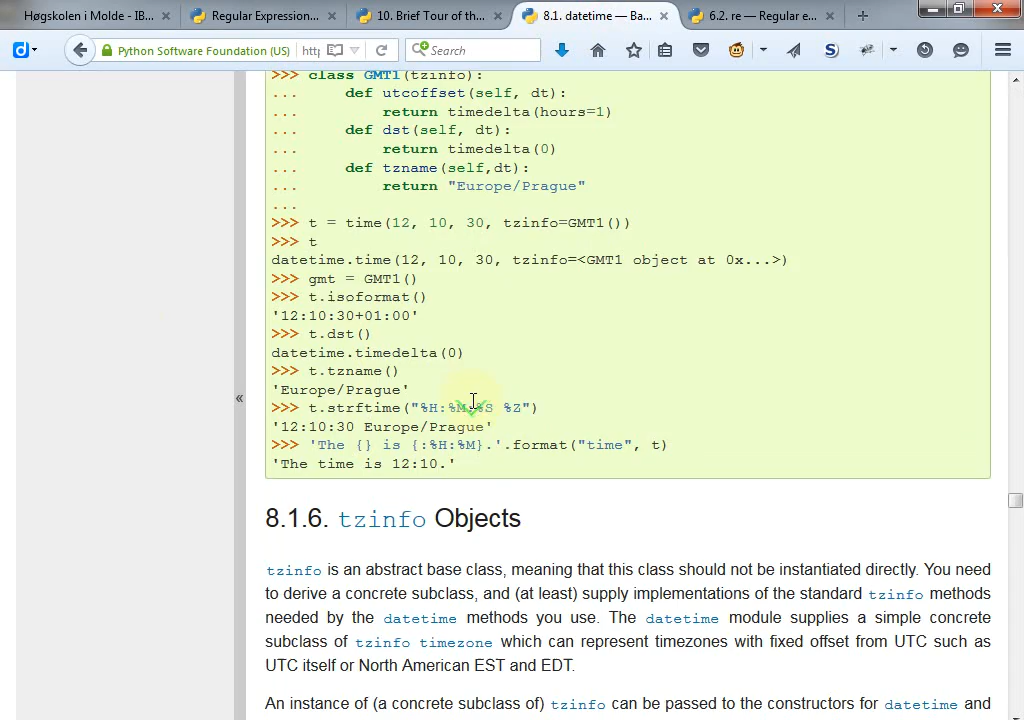 Høgskolen i Molde - IB...
Regular Expression...
10. Brief Tour of th...
8.1. datetime — Ba...
6.2. re — Regular e...
Python Software Foundation (US)
Search
>>> class GMT1(tzinfo):
...     def utcoffset(self, dt):
...         return timedelta(hours=1)
...     def dst(self, dt):
...         return timedelta(0)
...     def tzname(self,dt):
...         return "Europe/Prague"
...
>>> t = time(12, 10, 30, tzinfo=GMT1())
>>> t
datetime.time(12, 10, 30, tzinfo=<GMT1 object at 0x...>)
>>> gmt = GMT1()
>>> t.isoformat()
'12:10:30+01:00'
>>> t.dst()
datetime.timedelta(0)
>>> t.tzname()
'Europe/Prague'
>>> t.strftime("%H:%M:%S %Z")
'12:10:30 Europe/Prague'
>>> 'The {} is {:%H:%M}.'.format("time", t)
'The time is 12:10.'
8.1.6. tzinfo Objects
tzinfo is an abstract base class, meaning that this class should not be instantiated directly. You need
to derive a concrete subclass, and (at least) supply implementations of the standard tzinfo methods
needed by the datetime methods you use. The datetime module supplies a simple concrete
subclass of tzinfo timezone which can represent timezones with fixed offset from UTC such as
UTC itself or North American EST and EDT.
An instance of (a concrete subclass of) tzinfo can be passed to the constructors for datetime and